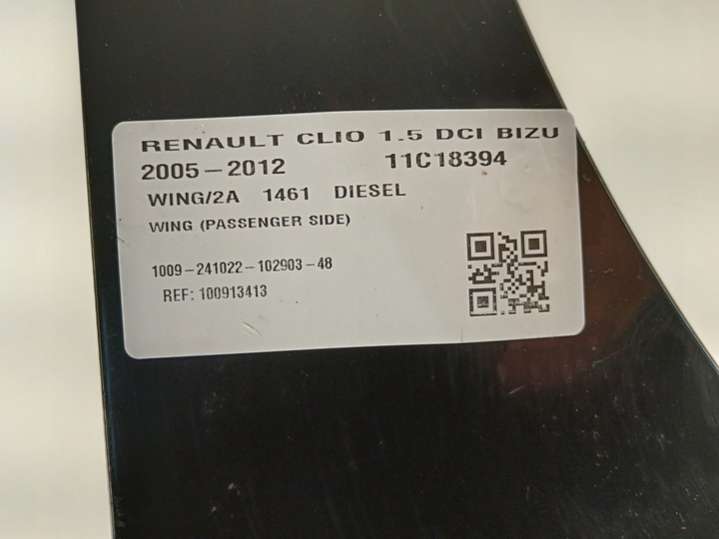 RENAULT CLIO 1.5 DCI BIZU
2005-2012 11C18394
WING/2A 1461 DIESEL
WING (PASSENGER SIDE)
1009-241022-102903-48
REF: 100913413